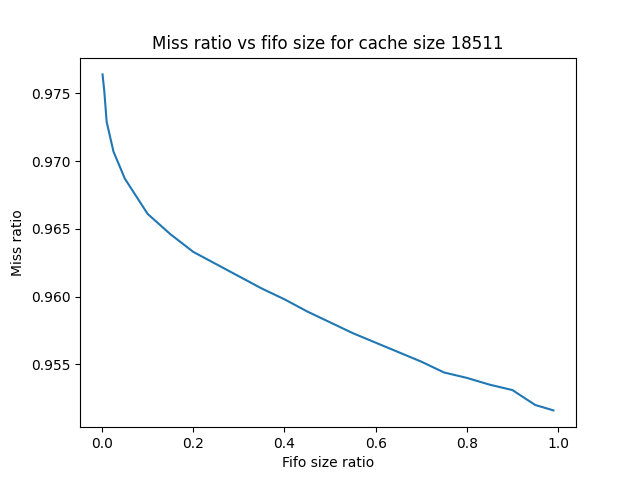 Miss ratio vs fifo size for cache size 18511
0.975
0.970
0.965
0.960
0.955
Miss ratio
0.0 0.2 0.4 0.6 0.8 1.0
Fifo size ratio